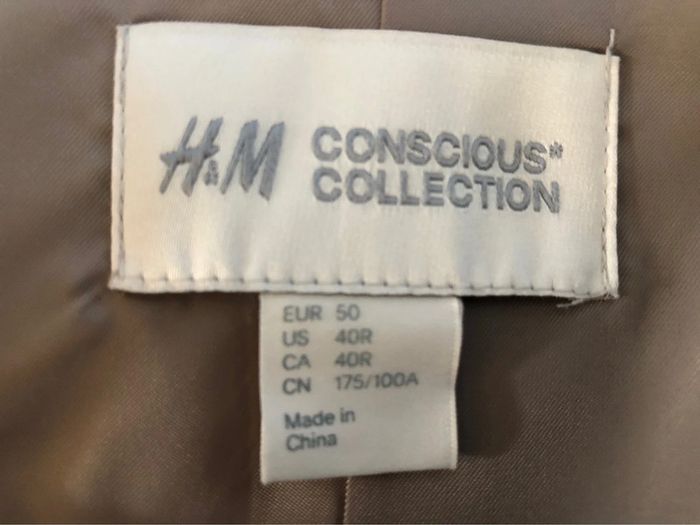 H&M CONSCIOUS*
COLLECTION
EUR 50
US 40R
CA 40R
CN 175/100A
Made in
China